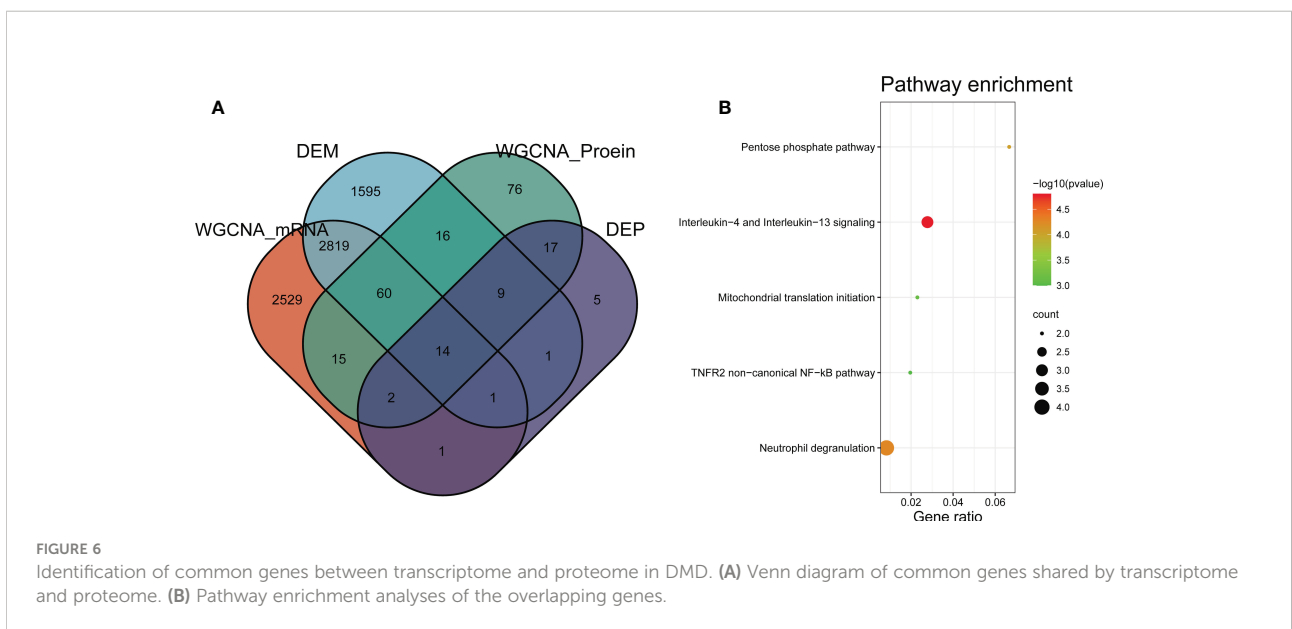 A
DEM
WGCNA_Proein
WGCNA_mRNA
DEP
1595
76
2819
16
17
2529
60
9
5
15
14
1
2
1
1
B
Pathway enrichment
Pentose phosphate pathway
Interleukin−4 and Interleukin−13 signaling
Mitochondrial translation initiation
TNFR2 non−canonical NF−kB pathway
Neutrophil degranulation
0.02 0.04 0.06
Gene ratio
−log10(pvalue)
4.5
4.0
3.5
3.0
count
2.0
2.5
3.0
3.5
4.0
FIGURE 6
Identification of common genes between transcriptome and proteome in DMD. (A) Venn diagram of common genes shared by transcriptome
and proteome. (B) Pathway enrichment analyses of the overlapping genes.